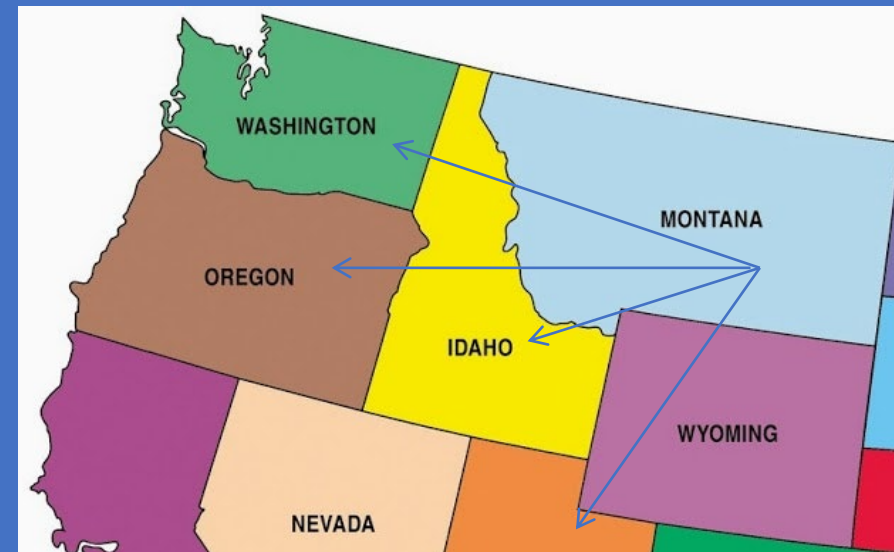 WASHINGTON
MONTANA
OREGON
IDAHO
WYOMING
NEVADA